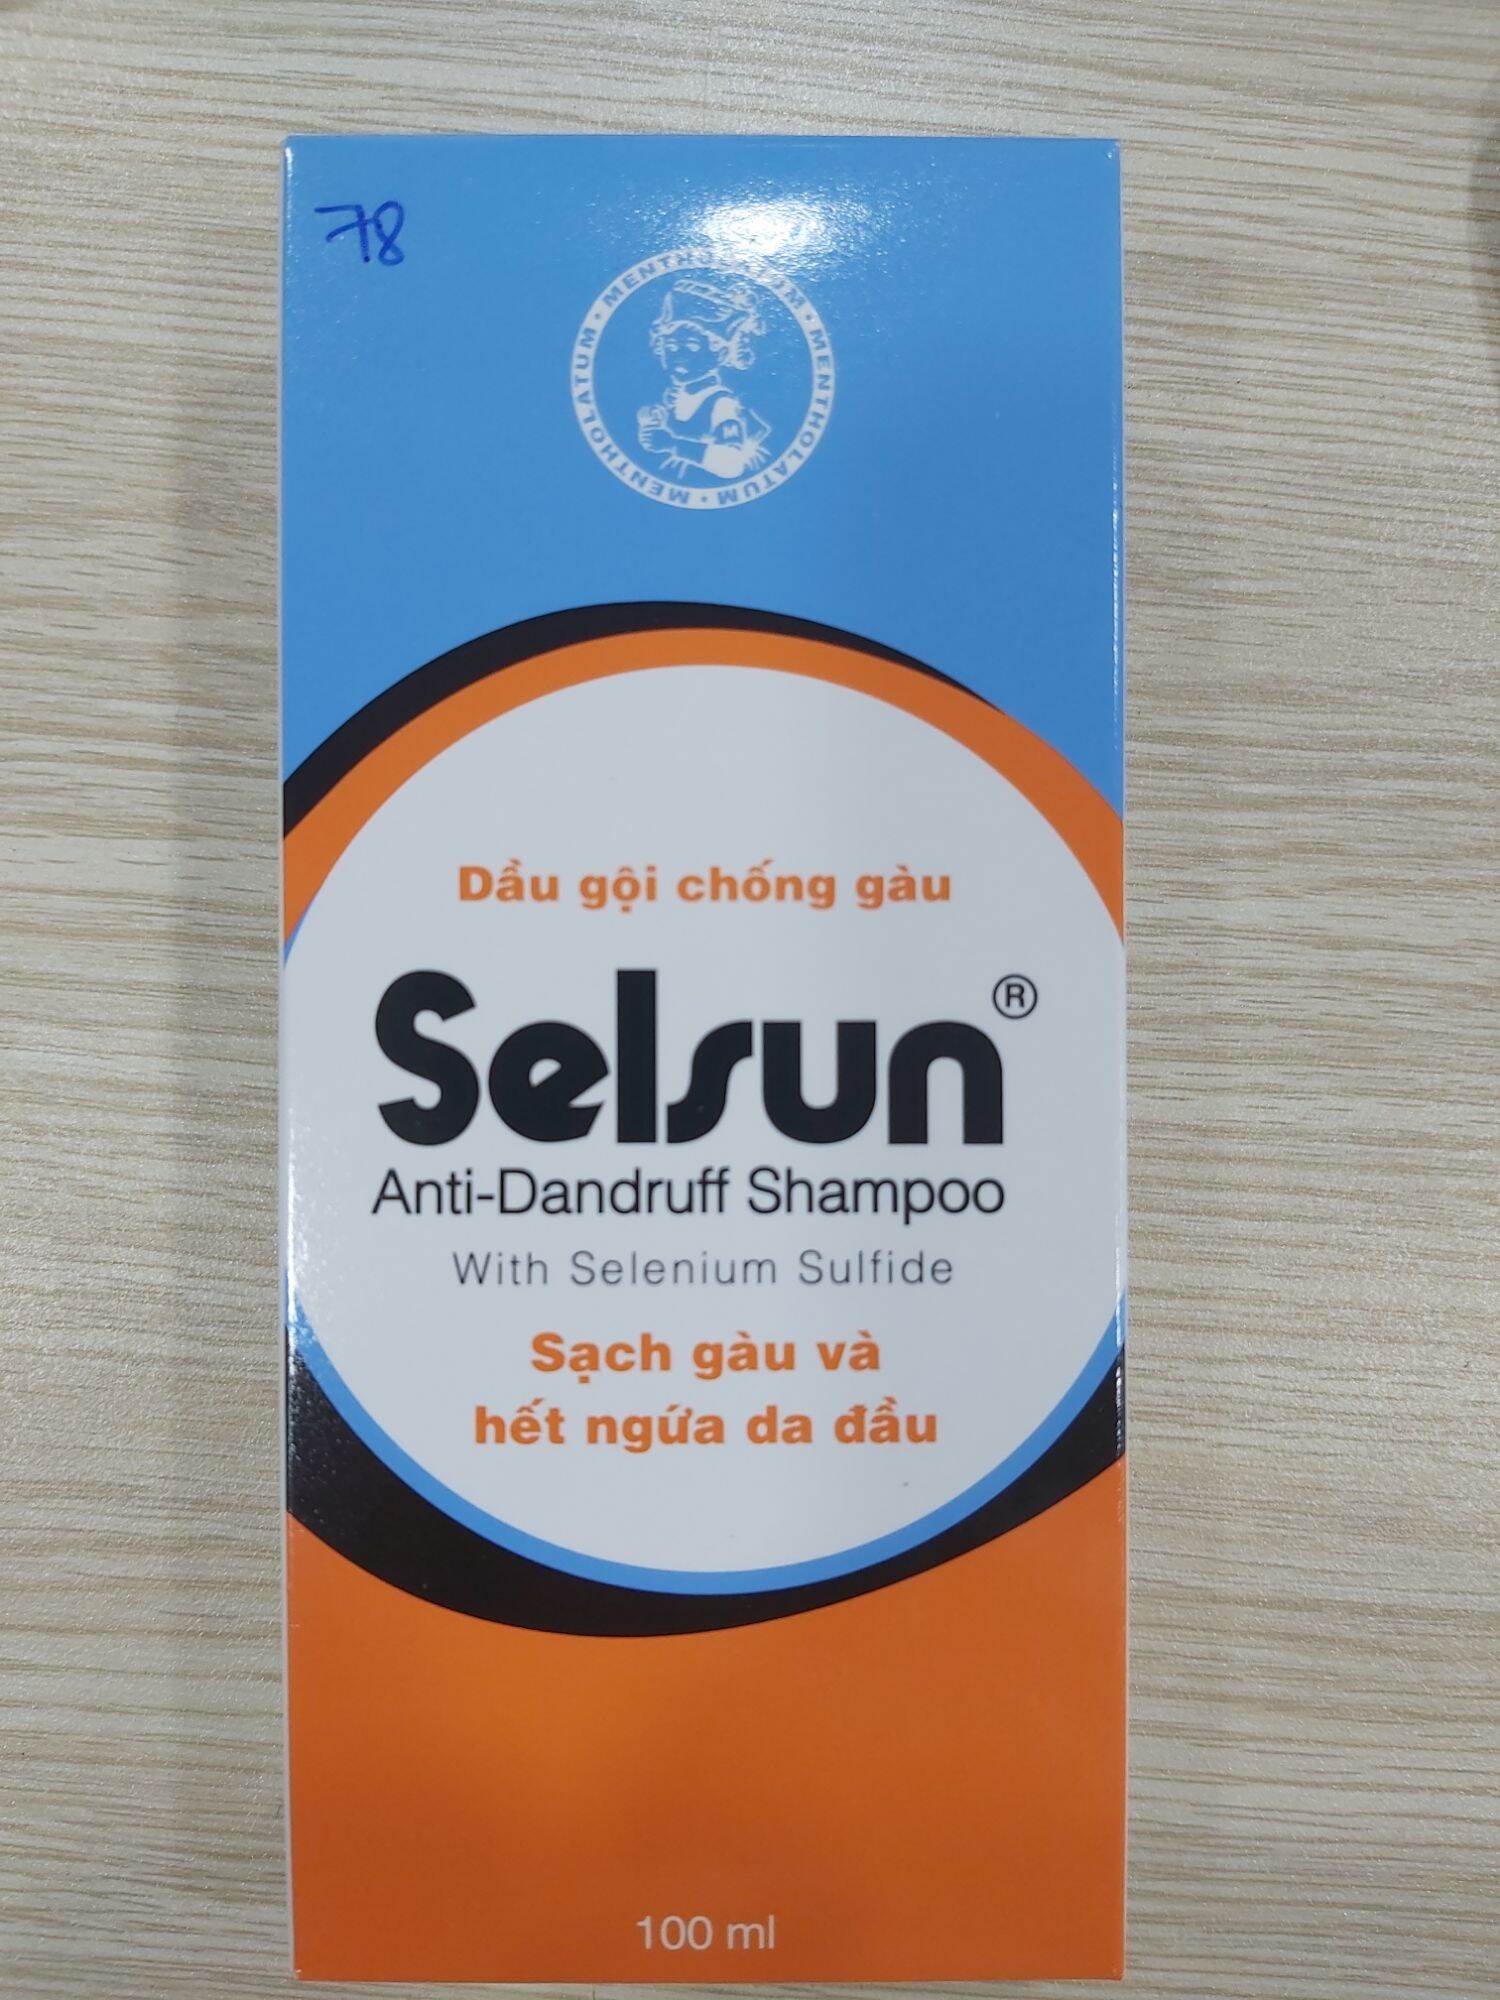 78
MENTHOLATUM · MENTHOLATUM · MENTHOLATUM ·
M
Dầu gội chống gàu
Selsun®
Anti-Dandruff Shampoo
With Selenium Sulfide
Sạch gàu và
hết ngứa da đầu
100 ml